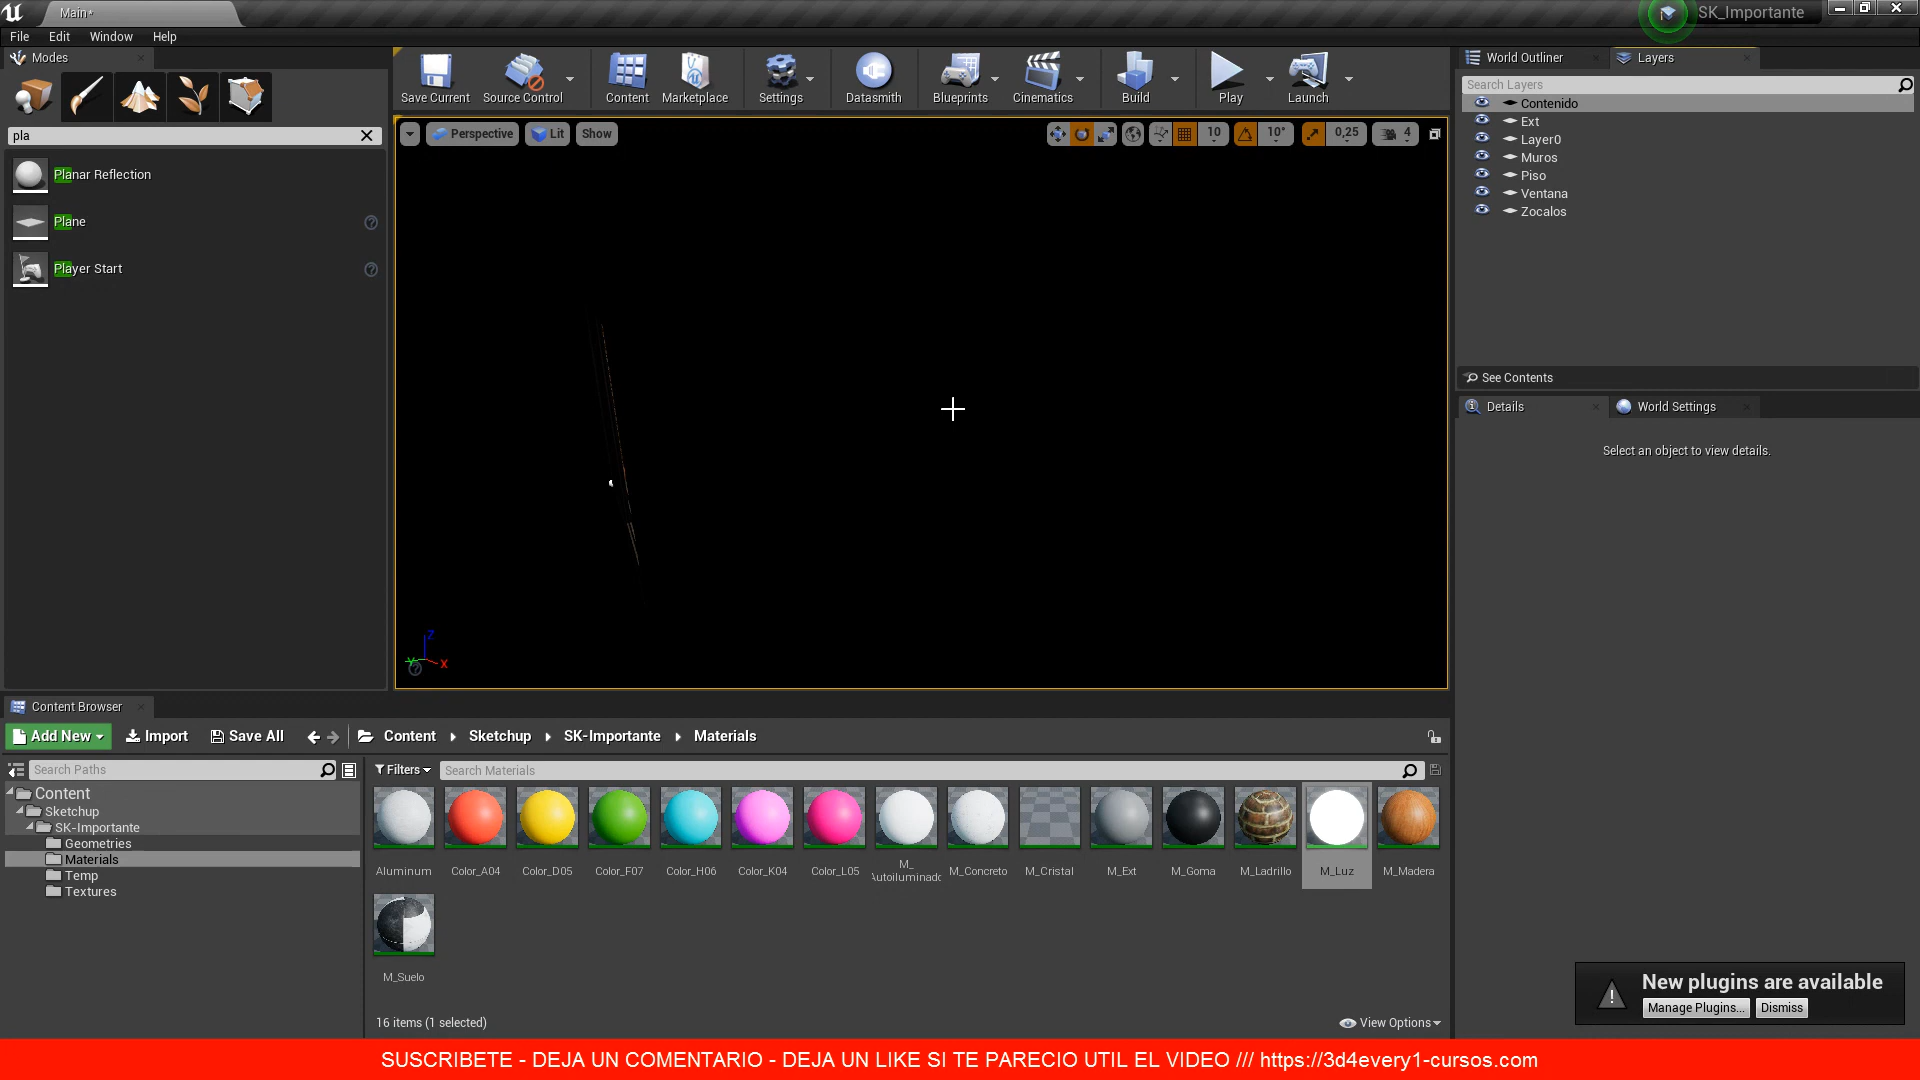 Main*
SK_Importante
File Edit Window Help
Modes
Save Current
Source Control
Content
Marketplace
Settings
Datasmith
Blueprints
Cinematics
Build
Play
Launch
World Outliner
Layers
pla
Planar Reflection
Plane
Player Start
Perspective
Lit
Show
10
10°
0,25
4
Z
Y
X
Search Layers
Contenido
Ext
Layer0
Muros
Piso
Ventana
Zocalos
See Contents
Details
World Settings
Select an object to view details.
Content Browser
Add New
Import
Save All
Content
Sketchup
SK-Importante
Materials
Search Paths
Filters
Search Materials
Content
Sketchup
SK-Importante
Geometries
Materials
Temp
Textures
Aluminum
Color_A04
Color_D05
Color_F07
Color_H06
Color_K04
Color_L05
M_
Autoiluminado
M_Concreto
M_Cristal
M_Ext
M_Goma
M_Ladrillo
M_Luz
M_Madera
M_Suelo
16 items (1 selected)
View Options
New plugins are available
Manage Plugins...
Dismiss
SUSCRIBETE - DEJA UN COMENTARIO - DEJA UN LIKE SI TE PARECIO UTIL EL VIDEO /// https://3d4every1-cursos.com